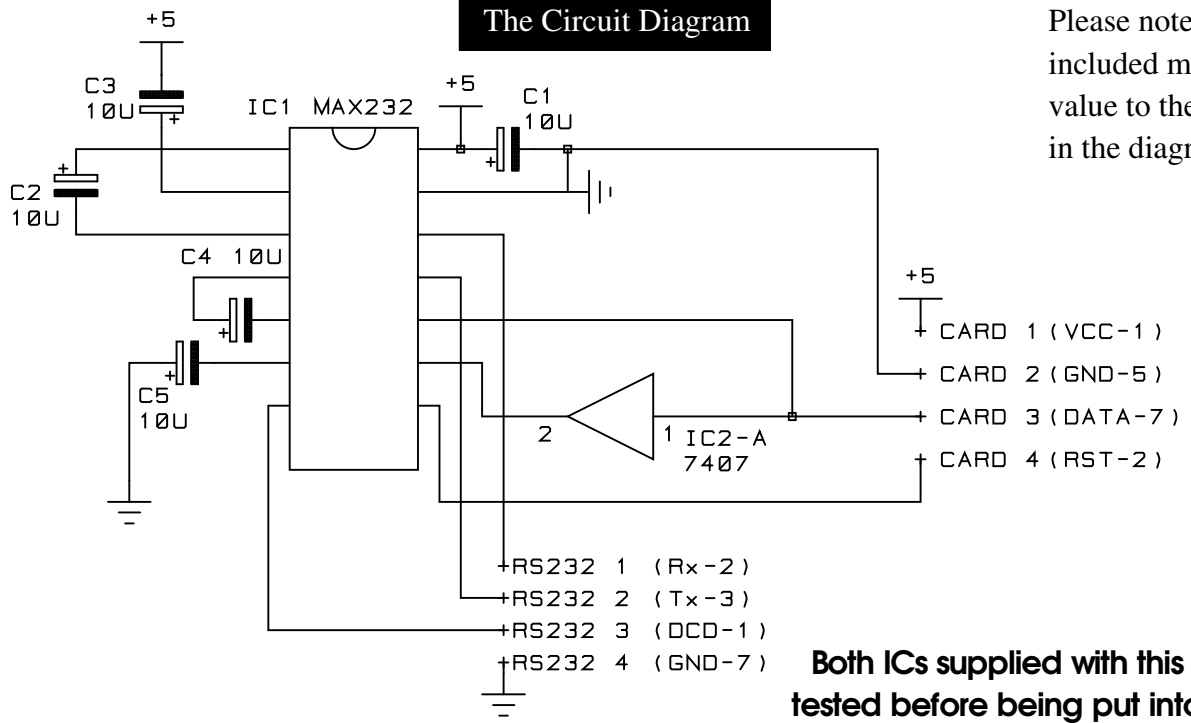 The Circuit Diagram
Please note
included m
value to the
in the diagr
+5
C3
10U
+
IC1 MAX232
+5
C1
10U
+
+
C2
10U
C4 10U
+
+
C5
10U
+5
CARD 1 (VCC-1)
CARD 2 (GND-5)
CARD 3 (DATA-7)
CARD 4 (RST-2)
2
1
IC2-A
7407
RS232 1 (Rx-2)
RS232 2 (Tx-3)
RS232 3 (DCD-1)
RS232 4 (GND-7)
Both ICs supplied with this
tested before being put into